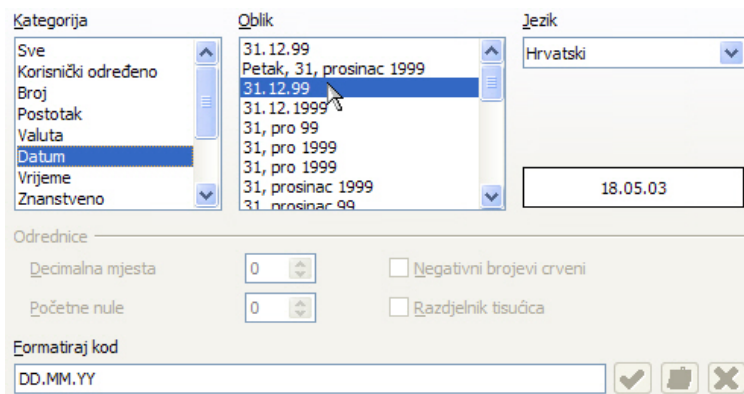 Kategorija
Sve
Korisnički određeno
Broj
Postotak
Valuta
Datum
Vrijeme
Znanstveno
Oblik
31.12.99
Petak, 31, prosinac 1999
31.12.99
31.12.1999
31, pro 99
31, pro 1999
31, pro 1999
31, prosinac 1999
31, prosinac 99
Jezik
Hrvatski
18.05.03
Odrednice
Decimalna mjesta
0
Negativni brojevi crveni
Početne nule
0
Razdjelnik tisućica
Formatiraj kod
DD.MM.YY